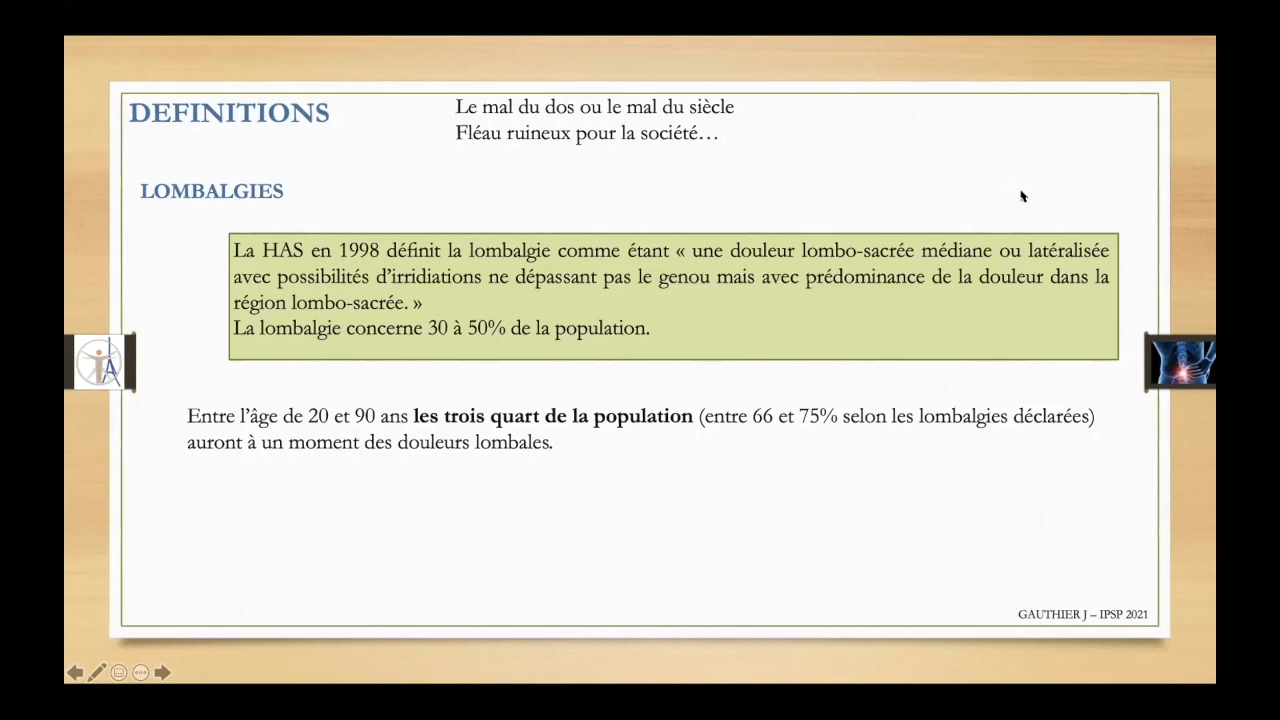 DEFINITIONS
Le mal du dos ou le mal du siècle
Fléau ruineux pour la société…
LOMBALGIES
La HAS en 1998 définit la lombalgie comme étant « une douleur lombo-sacrée médiane ou latéralisée
avec possibilités d’irridiations ne dépassant pas le genou mais avec prédominance de la douleur dans la
région lombo-sacrée. »
La lombalgie concerne 30 à 50% de la population.
Entre l’âge de 20 et 90 ans les trois quart de la population (entre 66 et 75% selon les lombalgies déclarées)
auront à un moment des douleurs lombales.
GAUTHIER J – IPSP 2021